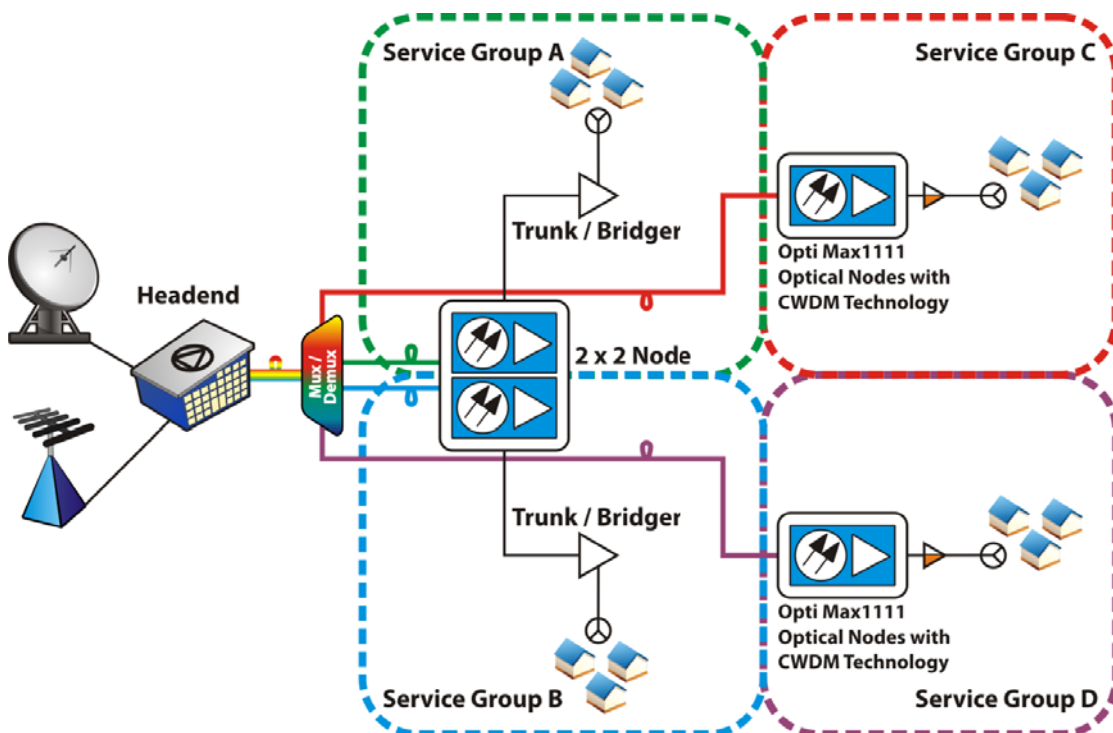 Service Group A
Service Group C
Trunk / Bridger
Opti Max1111
Optical Nodes with
CWDM Technology
Headend
Mux /
Demux
2 x 2 Node
Trunk / Bridger
Opti Max1111
Optical Nodes with
CWDM Technology
Service Group B
Service Group D